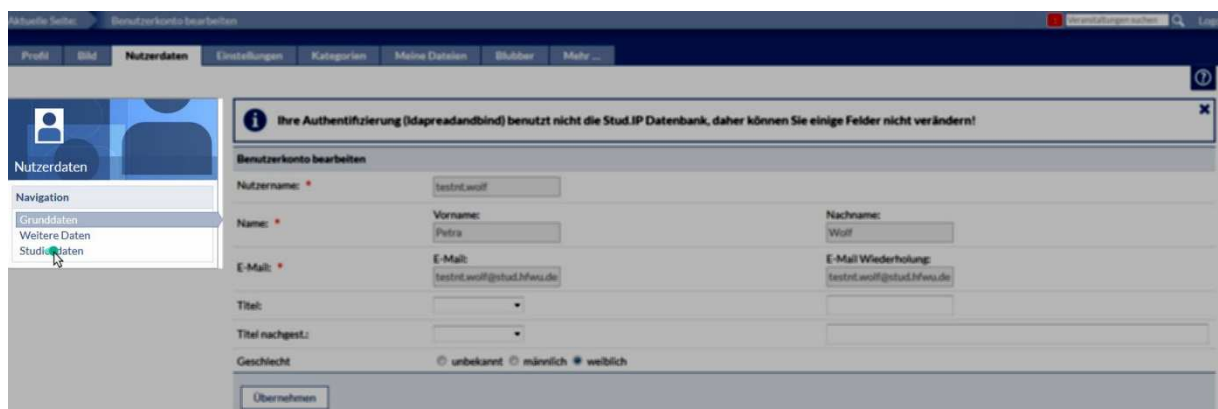 Aktuelle Seite: Benutzerkonto bearbeiten Veranstaltungen suchen
Profil Bild Nutzerdaten Einstellungen Kategorien Meine Dateien Blubber Mehr ...
?
i Ihre Authentifizierung (ldapreadandbind) benutzt nicht die Stud.IP Datenbank, daher können Sie einige Felder nicht verändern!
Nutzerdaten
Navigation
Grunddaten
Weitere Daten
Benutzerkonto bearbeiten
Nutzername: * testnt.wolf
Vorname: Nachname:
Name: * Petra Wolf
E-Mail: E-Mail Wiederholung:
E-Mail: * testnt.wolf@stud.hfwu.de testnt.wolf@stud.hfwu.de
Titel:
Titel nachgest.:
Geschlecht unbekannt männlich weiblich
Übernehmen